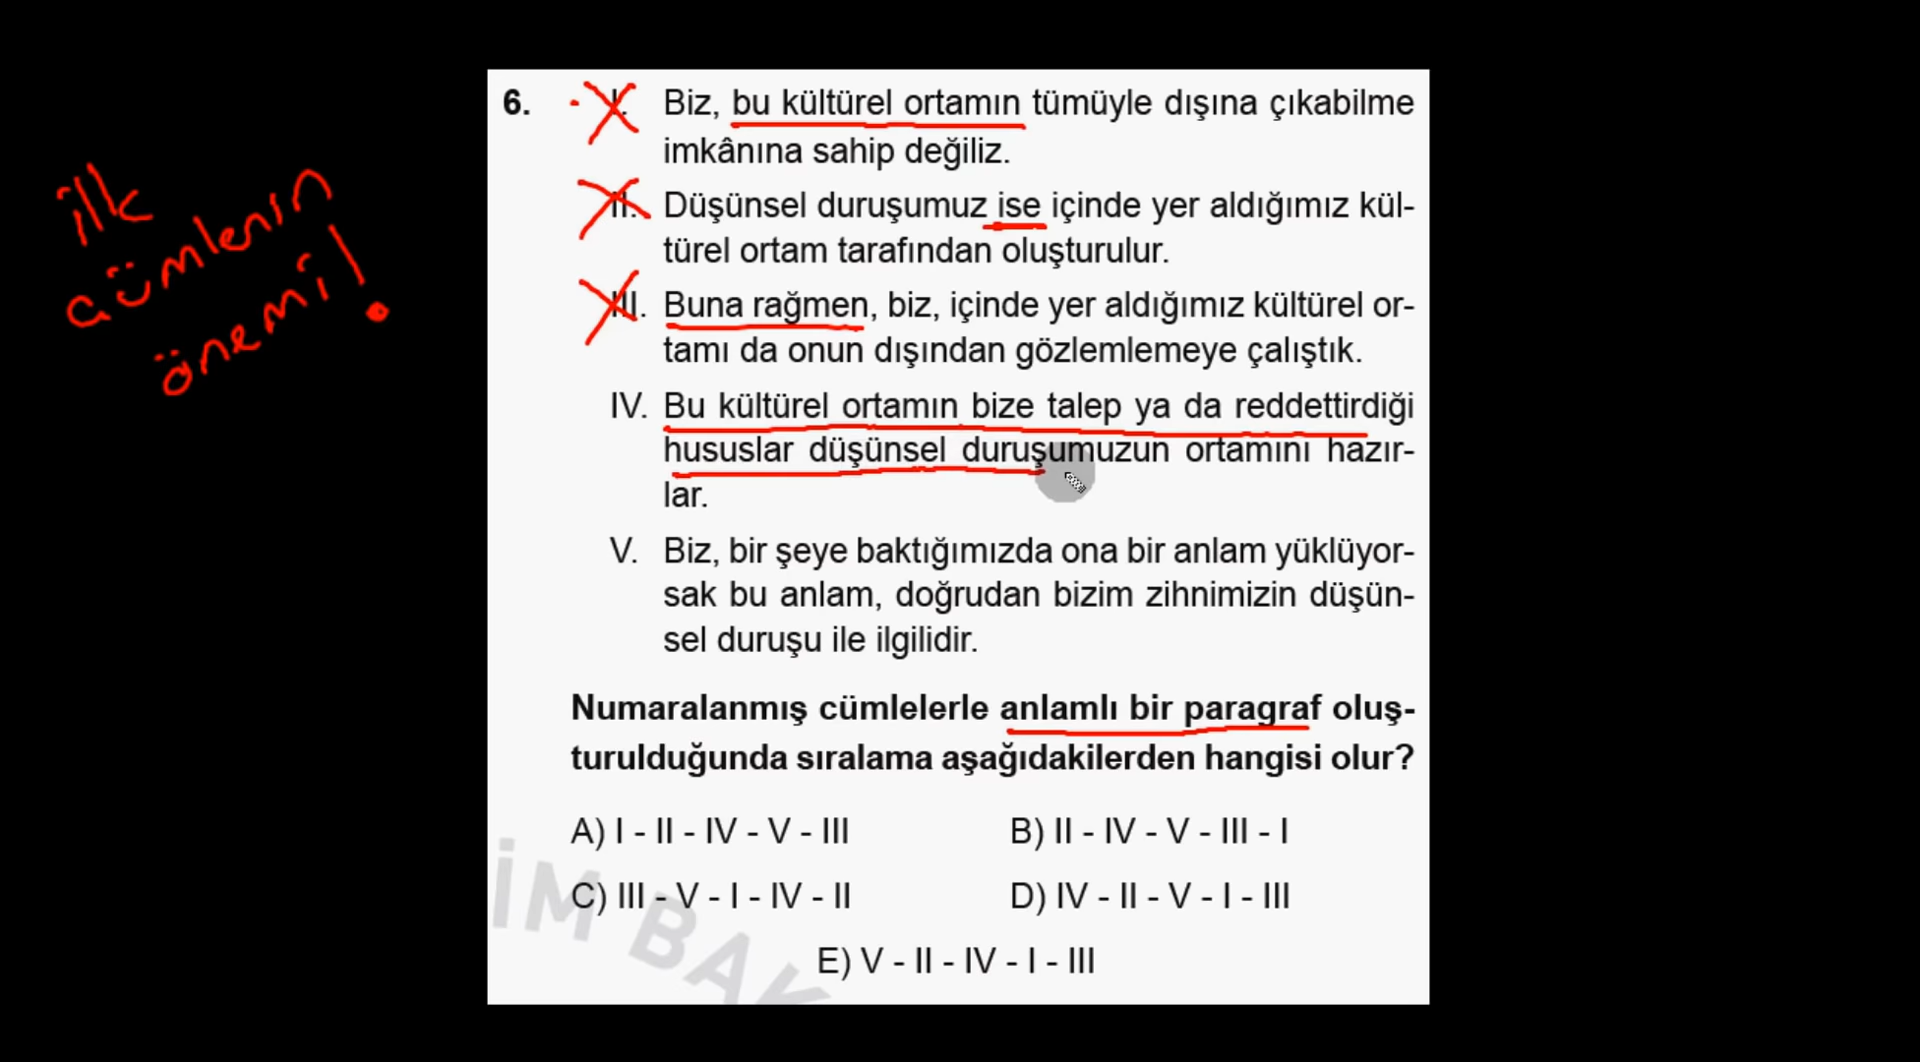 ilk
cümlenin
önemi!
6. I. Biz, bu kültürel ortamın tümüyle dışına çıkabilme
imkânına sahip değiliz.
II. Düşünsel duruşumuz ise içinde yer aldığımız kül-
türel ortam tarafından oluşturulur.
III. Buna rağmen, biz, içinde yer aldığımız kültürel or-
tamı da onun dışından gözlemlemeye çalıştık.
IV. Bu kültürel ortamın bize talep ya da reddettirdiği
hususlar düşünsel duruşumuzun ortamını hazır-
lar.
V. Biz, bir şeye baktığımızda ona bir anlam yüklüyor-
sak bu anlam, doğrudan bizim zihnimizin düşün-
sel duruşu ile ilgilidir.
Numaralanmış cümlelerle anlamlı bir paragraf oluş-
turulduğunda sıralama aşağıdakilerden hangisi olur?
A) I - II - IV - V - III B) II - IV - V - III - I
C) III - V - I - IV - II D) IV - II - V - I - III
E) V - II - IV - I - III
İM BAK